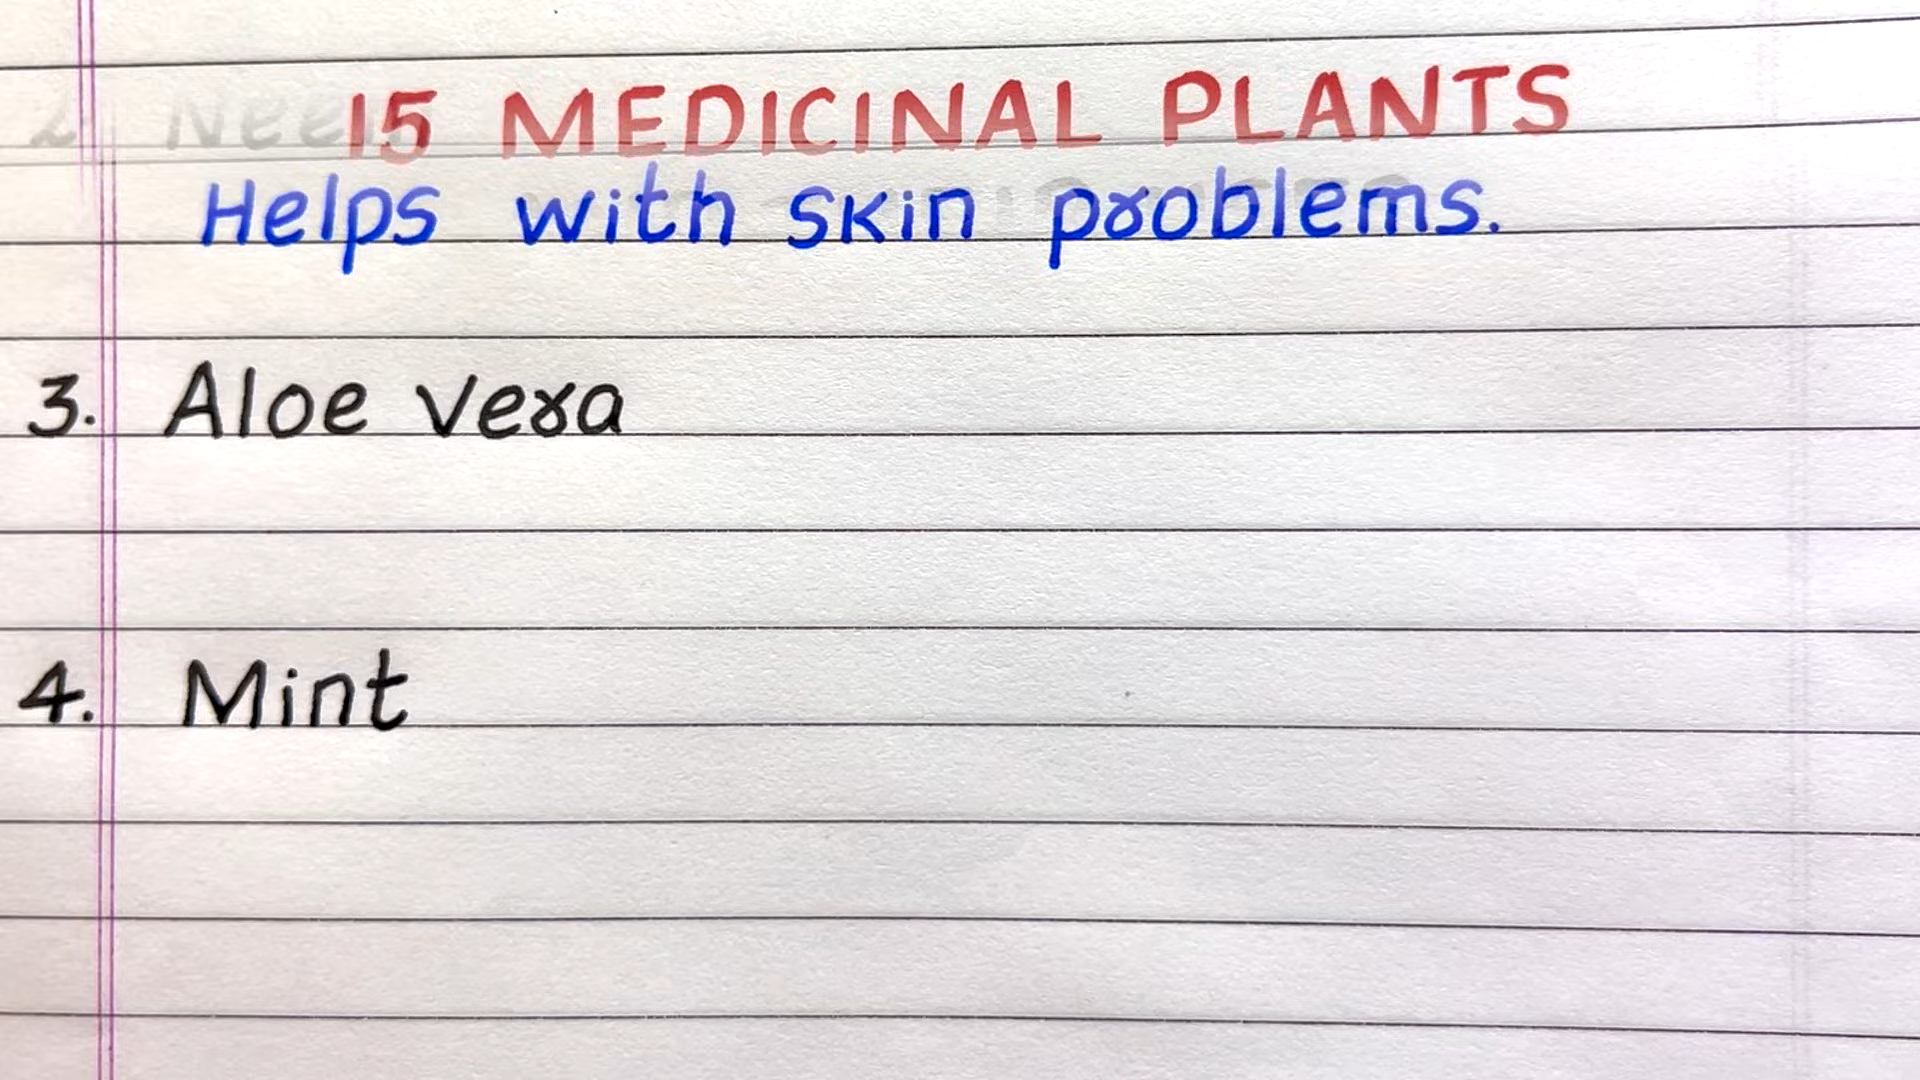 15 MEDICINAL PLANTS
Helps with skin problems.
3. Aloe vera
4. Mint